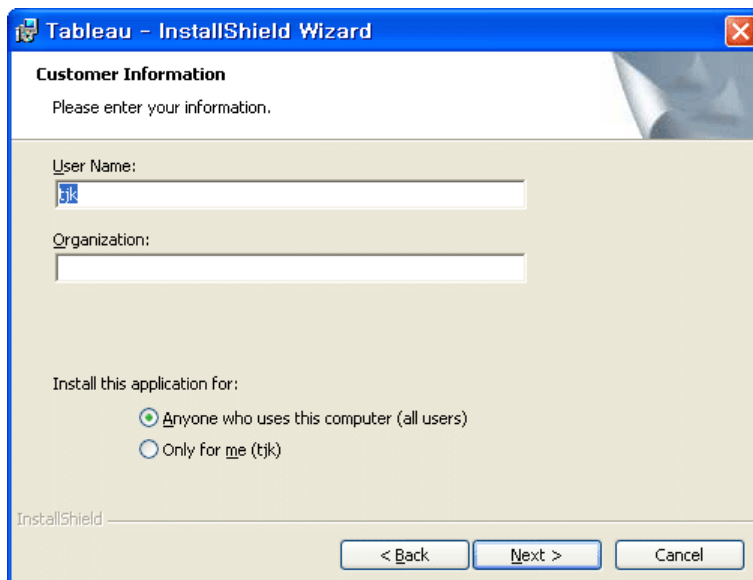 Tableau - InstallShield Wizard
Customer Information
Please enter your information.
User Name:
tjk
Organization:
Install this application for:
Anyone who uses this computer (all users)
Only for me (tjk)
InstallShield
< Back Next > Cancel